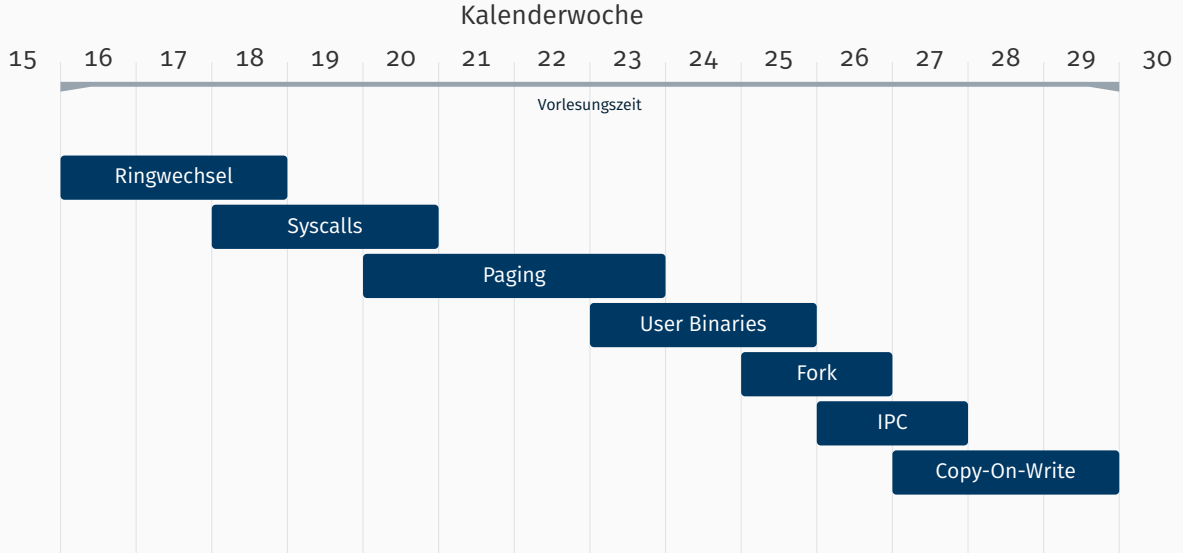 Kalenderwoche
15 16 17 18 19 20 21 22 23 24 25 26 27 28 29 30
Vorlesungszeit
Ringwechsel
Syscalls
Paging
User Binaries
Fork
IPC
Copy-On-Write